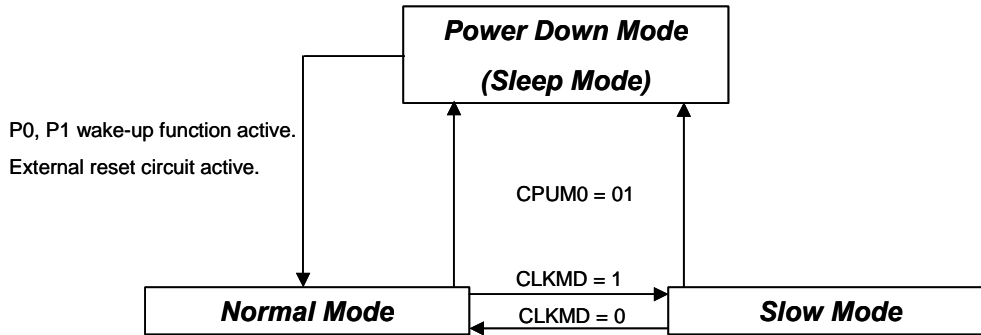 Power Down Mode
(Sleep Mode)
P0, P1 wake-up function active.
External reset circuit active.
CPUM0 = 01
CLKMD = 1
Normal Mode
Slow Mode
CLKMD = 0